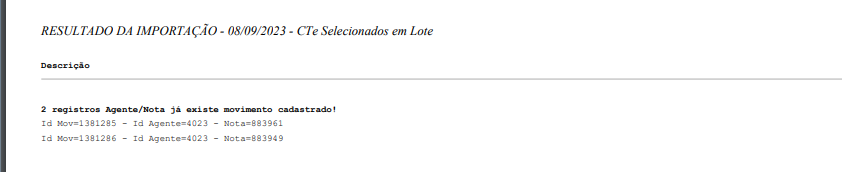 RESULTADO DA IMPORTAÇÃO - 08/09/2023 - CTe Selecionados em Lote
Descrição
2 registros Agente/Nota já existe movimento cadastrado!
Id Mov=1381285 - Id Agente=4023 - Nota=883961
Id Mov=1381286 - Id Agente=4023 - Nota=883949